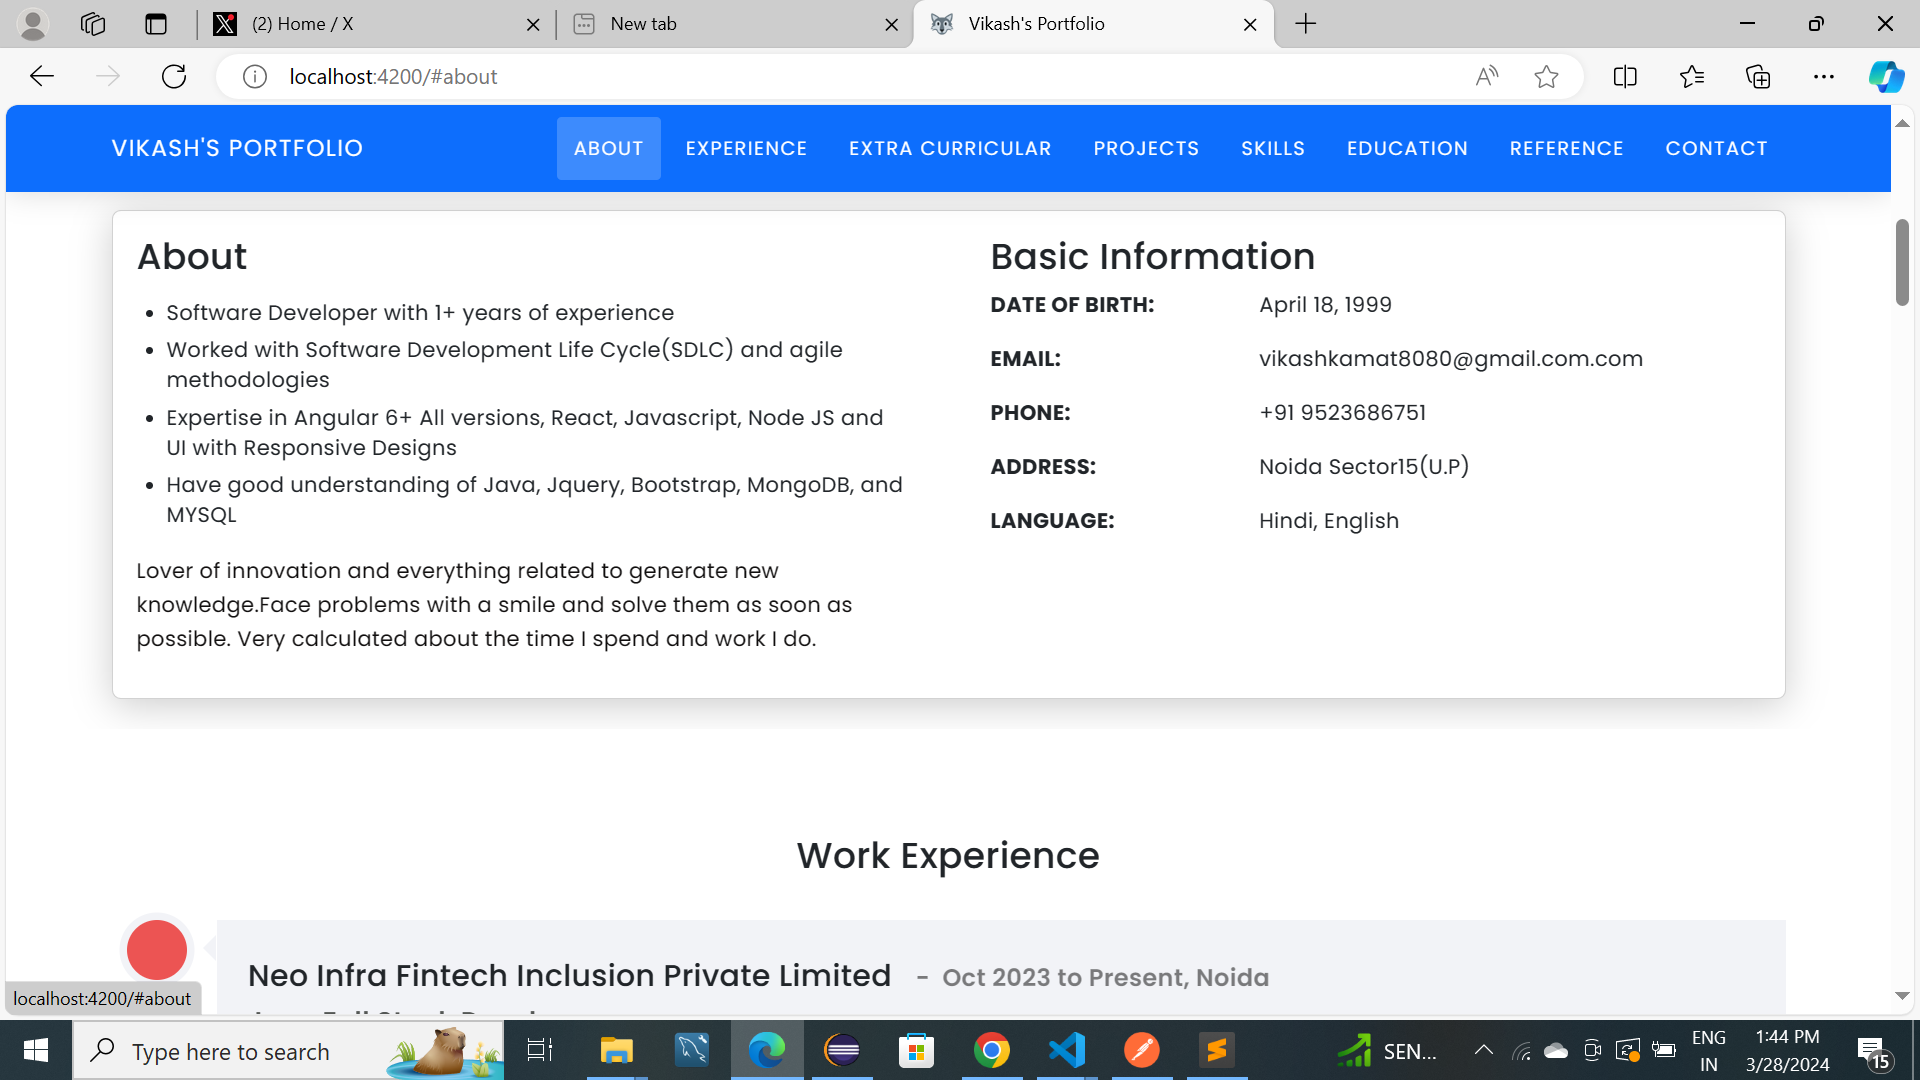 (2) Home / X
New tab
Vikash's Portfolio
localhost:4200/#about
VIKASH'S PORTFOLIO
ABOUT
EXPERIENCE
EXTRA CURRICULAR
PROJECTS
SKILLS
EDUCATION
REFERENCE
CONTACT
About
Software Developer with 1+ years of experience
Worked with Software Development Life Cycle(SDLC) and agile
methodologies
Expertise in Angular 6+ All versions, React, Javascript, Node JS and
UI with Responsive Designs
Have good understanding of Java, Jquery, Bootstrap, MongoDB, and
MYSQL
Lover of innovation and everything related to generate new
knowledge.Face problems with a smile and solve them as soon as
possible. Very calculated about the time I spend and work I do.
Basic Information
DATE OF BIRTH: April 18, 1999
EMAIL: vikashkamat8080@gmail.com.com
PHONE: +91 9523686751
ADDRESS: Noida Sector15(U.P)
LANGUAGE: Hindi, English
Work Experience
Neo Infra Fintech Inclusion Private Limited - Oct 2023 to Present, Noida
localhost:4200/#about
Type here to search
SEN...
ENG
IN
1:44 PM
3/28/2024
15